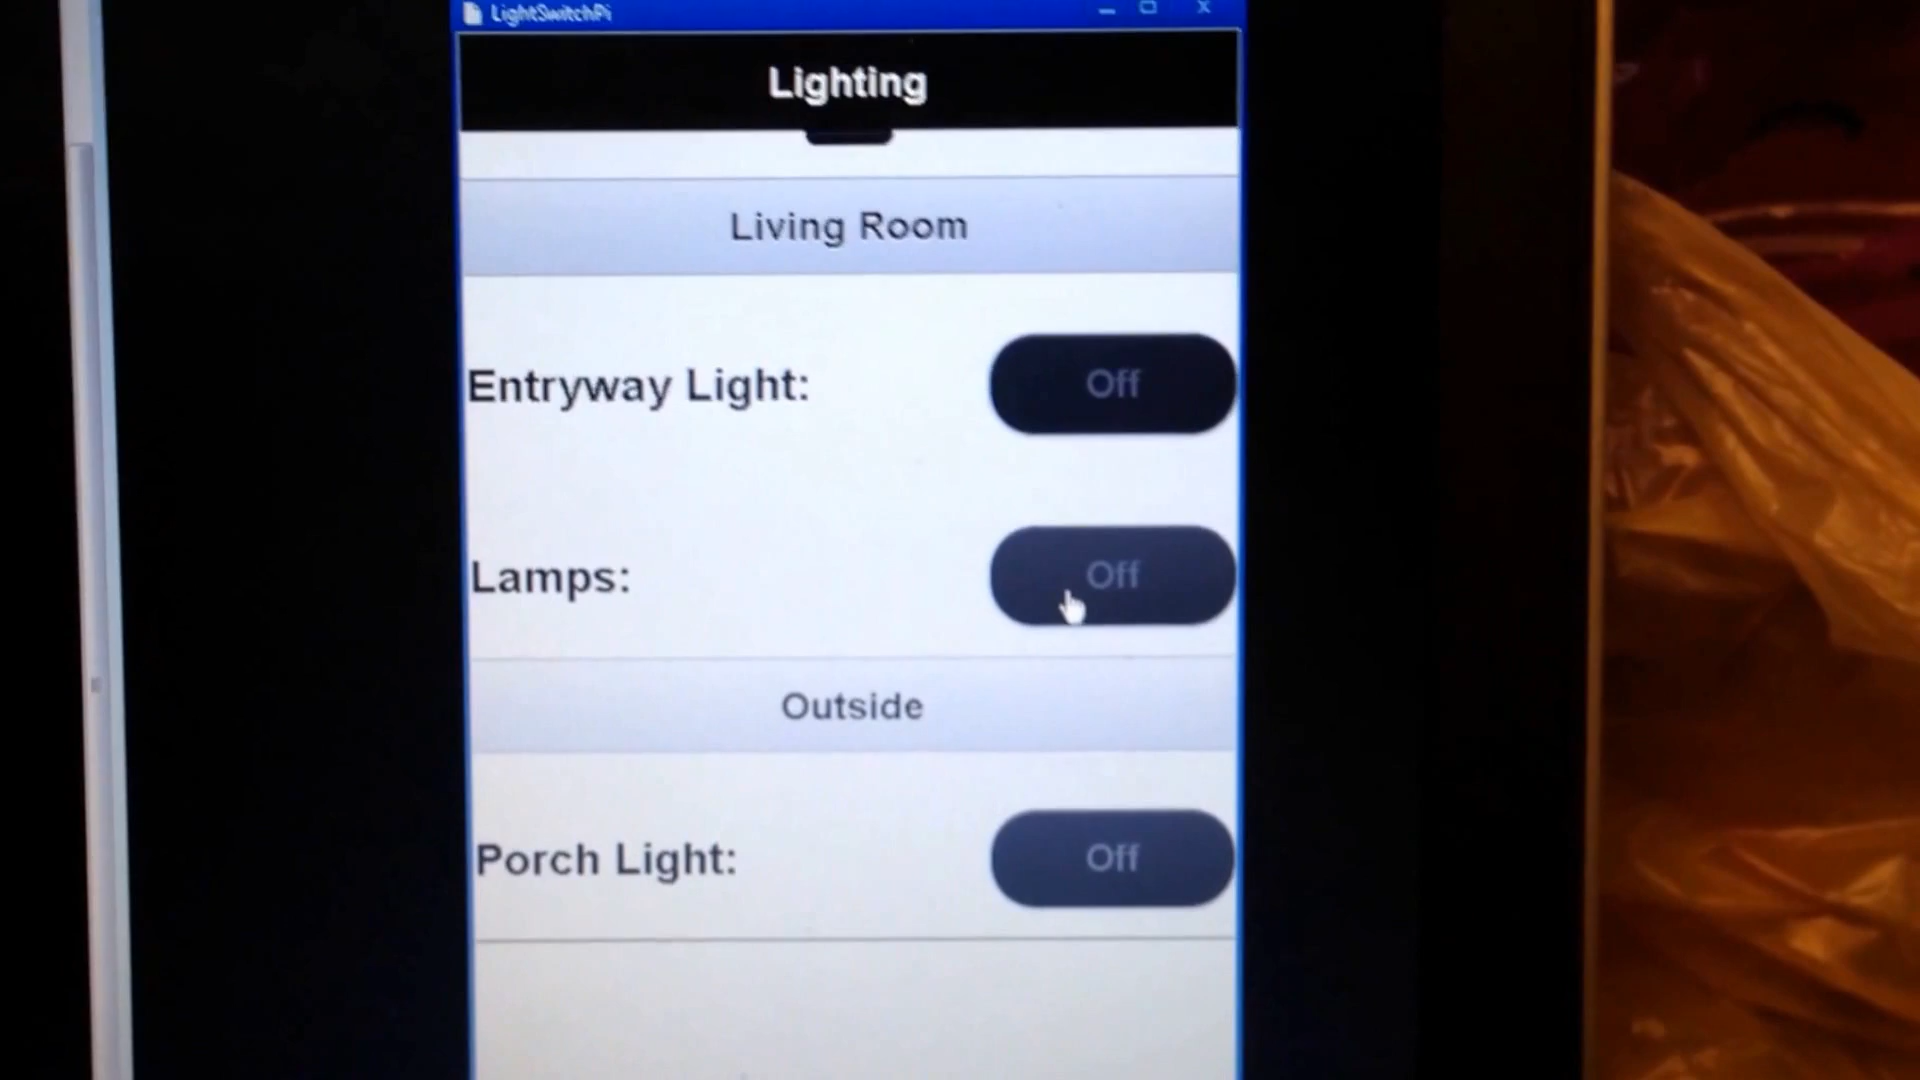 LightSwitchPi
Lighting
Living Room
Entryway Light: Off
Lamps: Off
Outside
Porch Light: Off